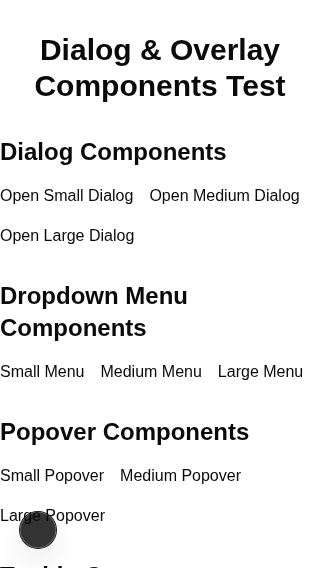 Dialog & Overlay
Components Test
Dialog Components
Open Small Dialog Open Medium Dialog
Open Large Dialog
Dropdown Menu
Components
Small Menu Medium Menu Large Menu
Popover Components
Small Popover Medium Popover
Large Popover